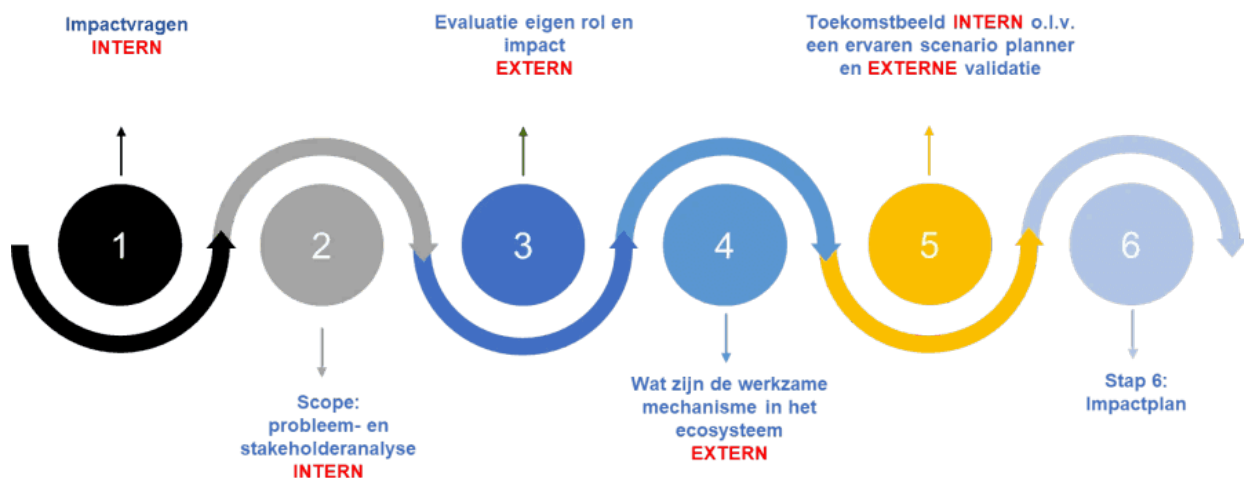 Impactvragen
INTERN
Evaluatie eigen rol en
impact
EXTERN
Toekomstbeeld INTERN o.l.v.
een ervaren scenario planner
en EXTERNE validatie
1
2
3
4
5
6
Scope:
probleem- en
stakeholderanalyse
INTERN
Wat zijn de werkzame
mechanisme in het
ecosysteem
EXTERN
Stap 6:
Impactplan